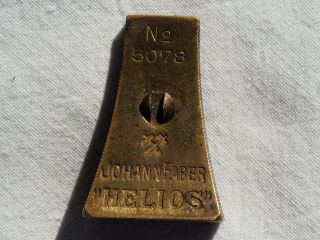 No
5078
JOHANN FABER
"HELIOS"